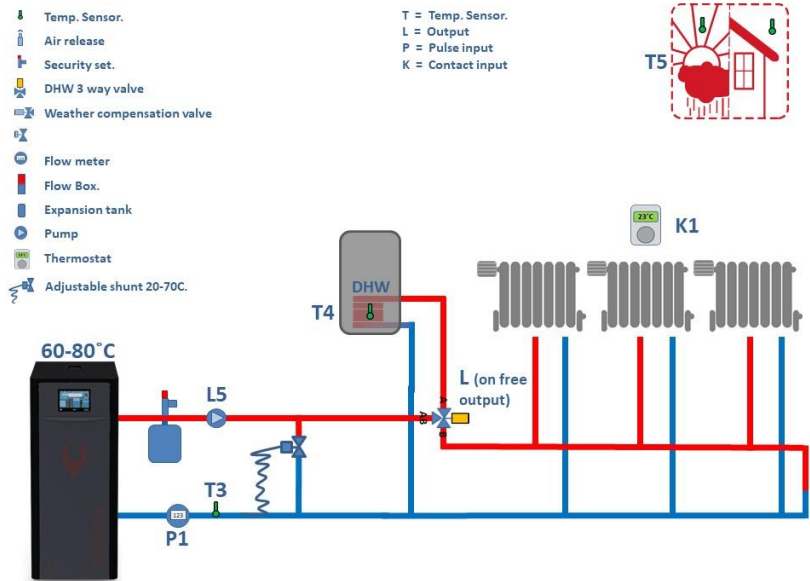 Temp. Sensor.
Air release
Security set.
DHW 3 way valve
Weather compensation valve
Flow meter
Flow Box.
Expansion tank
Pump
Thermostat
Adjustable shunt 20-70C.
T = Temp. Sensor.
L = Output
P = Pulse input
K = Contact input
T5
23°C
K1
DHW
T4
60-80°C
L5
L (on free
output)
A
AB
B
T3
123
P1